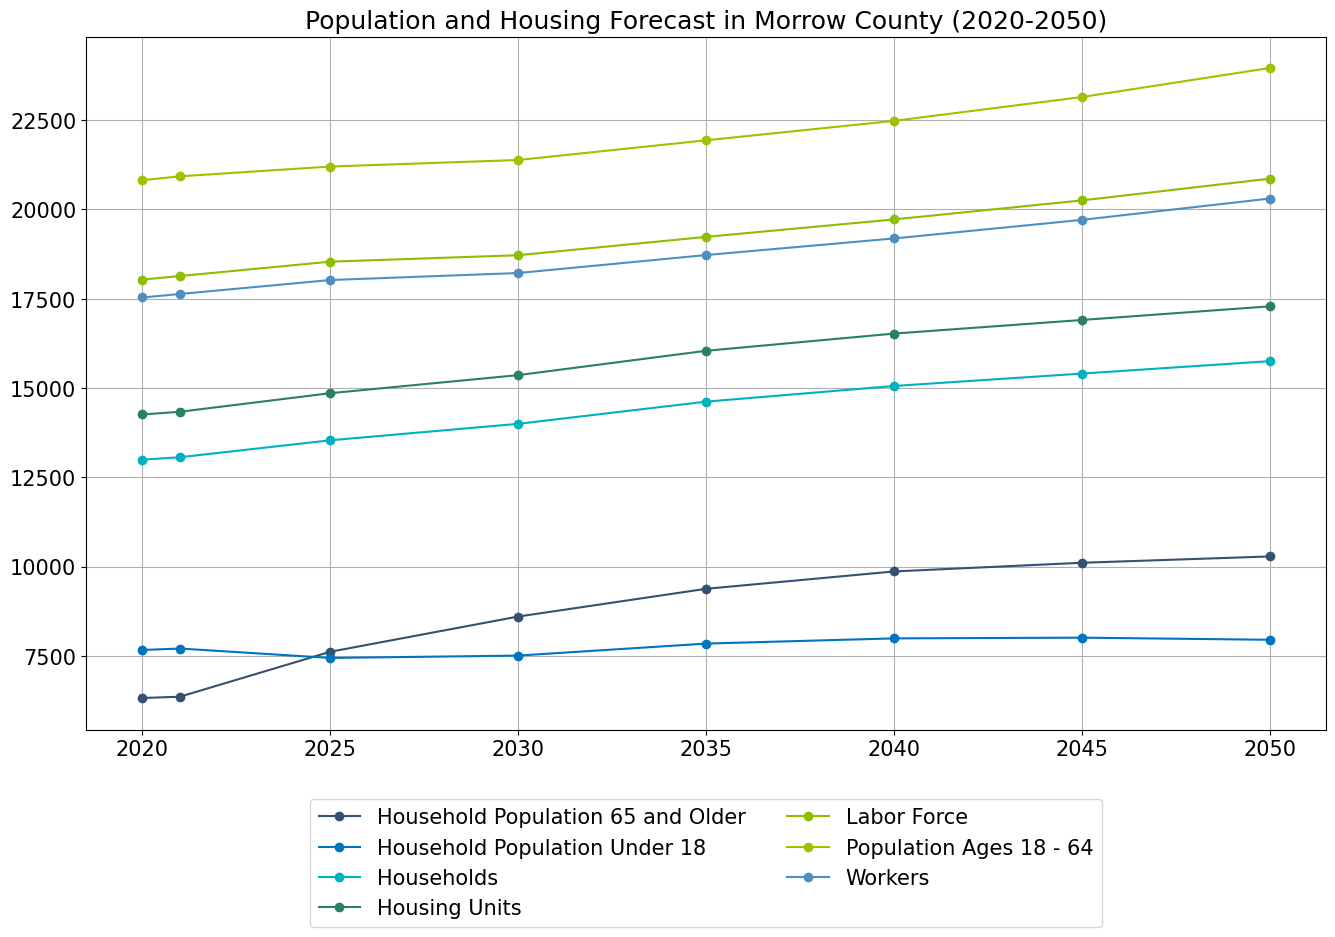 Population and Housing Forecast in Morrow County (2020-2050)
22500
20000
17500
15000
12500
10000
7500
2020 2025 2030 2035 2040 2045 2050
Household Population 65 and Older
Household Population Under 18
Households
Housing Units
Labor Force
Population Ages 18 - 64
Workers